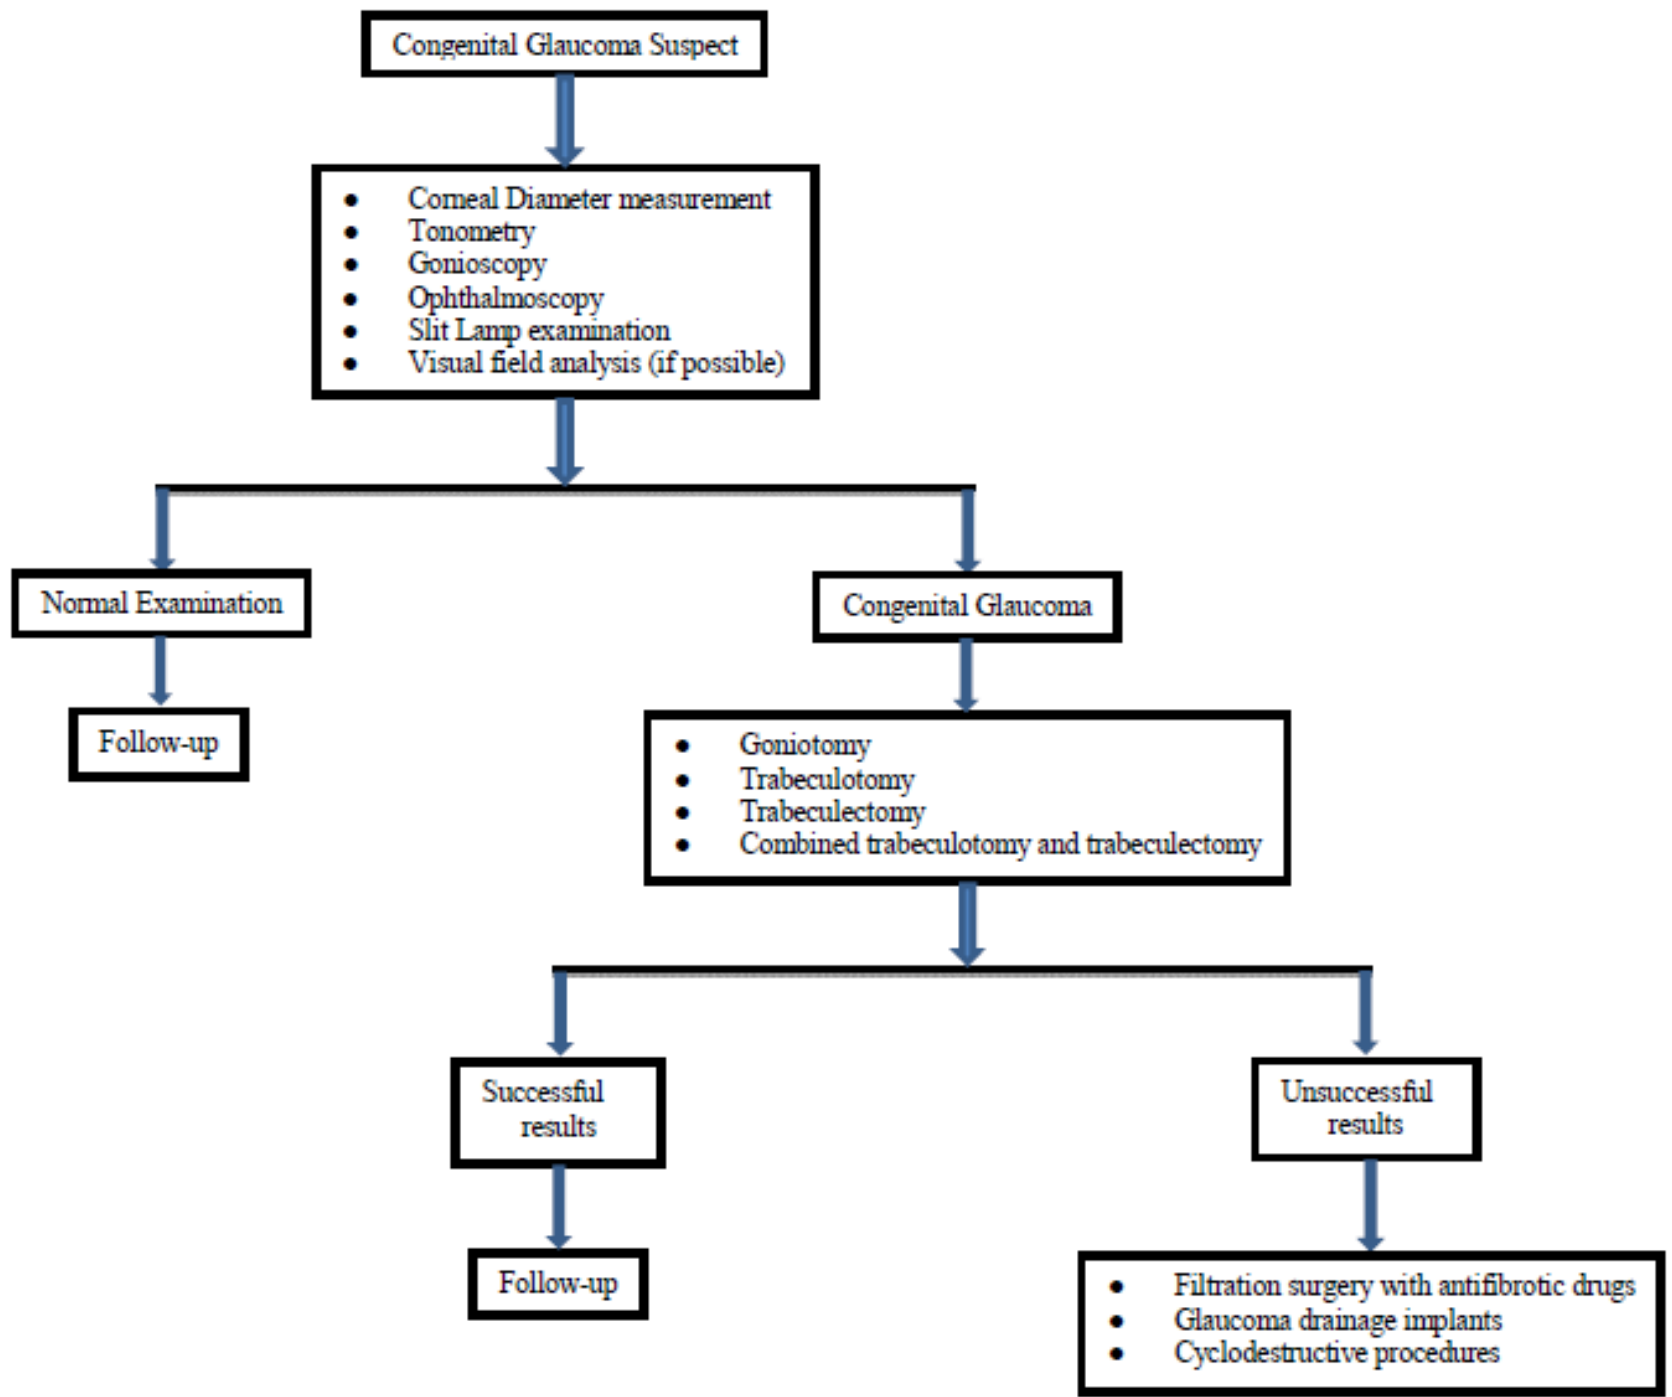 Congenital Glaucoma Suspect
● Corneal Diameter measurement
● Tonometry
● Gonioscopy
● Ophthalmoscopy
● Slit Lamp examination
● Visual field analysis (if possible)
Normal Examination
Congenital Glaucoma
Follow-up
● Goniotomy
● Trabeculotomy
● Trabeculectomy
● Combined trabeculotomy and trabeculectomy
Successful
results
Unsuccessful
results
Follow-up
● Filtration surgery with antifibrotic drugs
● Glaucoma drainage implants
● Cyclodestructive procedures